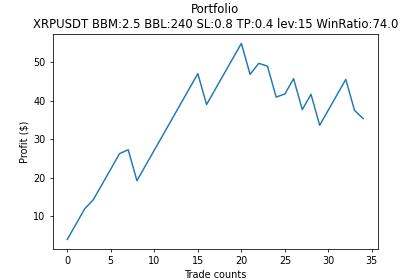 Portfolio
XRPUSDT BBM:2.5 BBL:240 SL:0.8 TP:0.4 lev:15 WinRatio:74.0
50
40
30
20
10
Profit ($)
0 5 10 15 20 25 30 35
Trade counts